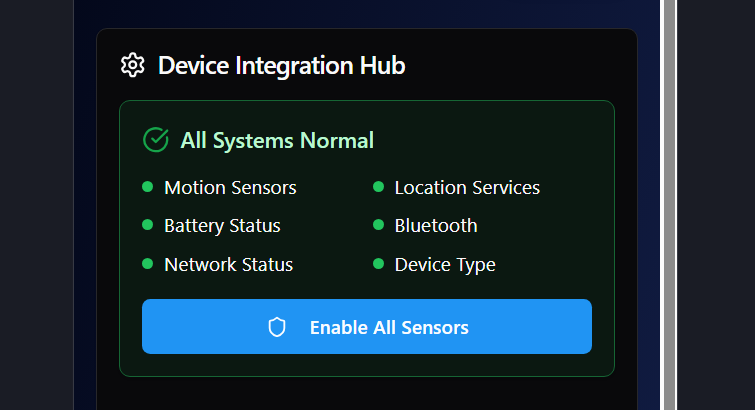 Device Integration Hub
All Systems Normal
Motion Sensors
Location Services
Battery Status
Bluetooth
Network Status
Device Type
Enable All Sensors